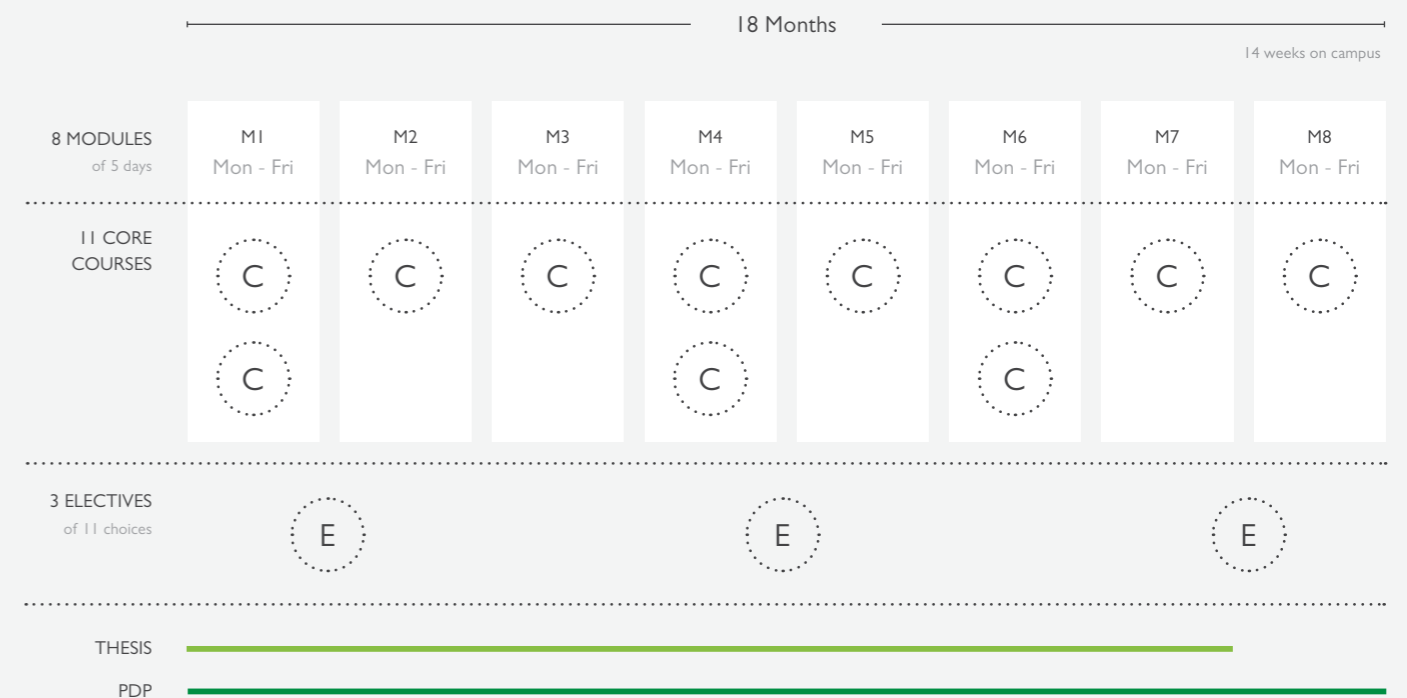 18 Months
14 weeks on campus
8 MODULES
of 5 days
M1 M2 M3 M4 M5 M6 M7 M8
Mon - Fri Mon - Fri Mon - Fri Mon - Fri Mon - Fri Mon - Fri Mon - Fri Mon - Fri
11 CORE
COURSES
C C C C C C C C
C C C
3 ELECTIVES
of 11 choices
E E E
THESIS
PDP